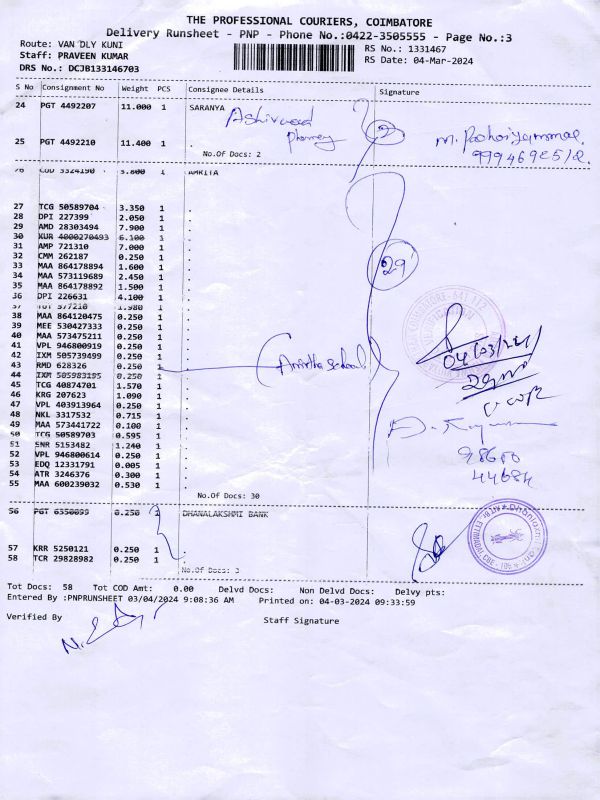 THE PROFESSIONAL COURIERS, COIMBATORE
Delivery Runsheet - PNP - Phone No.:0422-3505555 - Page No.:3
Route: VAN DLY KUNI
RS No.: 1331467
Staff: PRAVEEN KUMAR
RS Date: 04-Mar-2024
DRS No.: DCJB133146703
S No Consignment No Weight PCS Consignee Details Signature
24 PGT 4492207 11.000 1 SARANYA
25 PGT 4492210 11.400 1 .
No.Of Docs: 2
AMRITA
27 TCG 50589704 3.350 1 .
28 DPI 227399 2.050 1 .
29 AMD 28303494 7.900 1 .
30 KUR 4000270493 6.100 1 .
31 AMP 721310 7.000 1 .
32 CMM 262187 0.250 1 .
33 MAA 864178894 1.600 1 .
34 MAA 573119689 2.450 1 .
35 MAA 864178892 1.500 1 .
36 DPI 226631 4.100 1 .
37 1.980 1 .
38 MAA 864120475 0.250 1 .
39 MEE 530427333 0.250 1 .
40 MAA 573475211 0.250 1 .
41 VPL 946800919 0.250 1 .
42 IXM 505739499 0.250 1 .
43 RMD 628326 0.250 1 .
44 IXM 505983195 0.250 1 .
45 TCG 40874701 1.570 1 .
46 KRG 207623 1.090 1 .
47 VPL 403913964 0.250 1 .
48 NKL 3317532 0.715 1 .
49 MAA 573441722 0.100 1 .
50 TCG 50589703 0.595 1 .
51 SNR 5153482 1.240 1 .
52 VPL 946800614 0.250 1 .
53 EDQ 12331791 0.005 1 .
54 ATR 3246376 0.300 1 .
55 MAA 600239032 0.530 1 .
No.Of Docs: 30
29
Amrita School
04/03/24
98650
44684
56 PGT 6350899 0.250 1 DHANALAKSHMI BANK
57 KRR 5250121 0.250 1 .
58 TCR 29828982 0.250 1 .
No.Of Docs: 3
Tot Docs: 58 Tot COD Amt: 0.00 Delvd Docs: Non Delvd Docs: Delvy pts:
Entered By :PNPRUNSHEET 03/04/2024 9:08:36 AM Printed on: 04-03-2024 09:33:59
Verified By Staff Signature